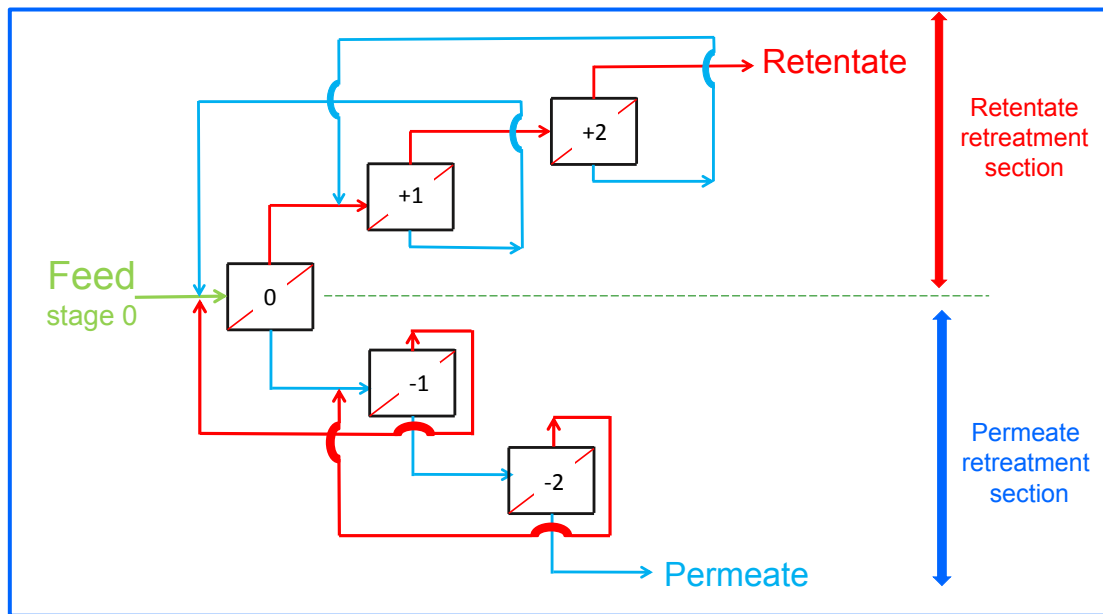 Retentate
Retentate
retreatment
section
+2
+1
Feed
stage 0
0
-1
-2
Permeate
retreatment
section
Permeate